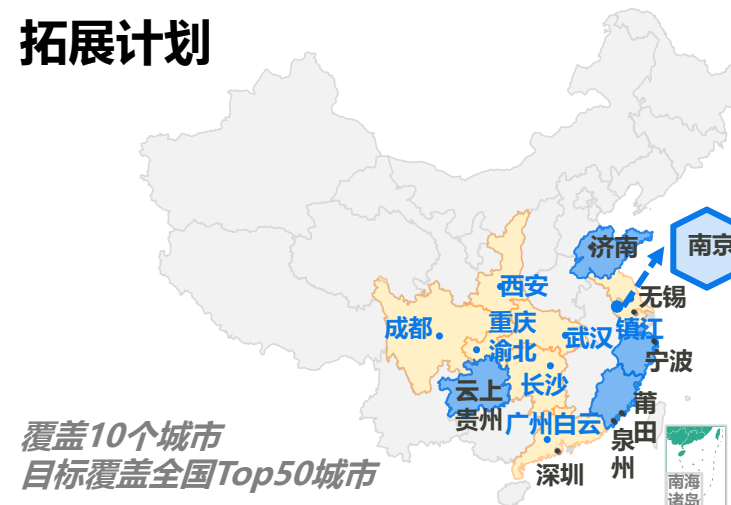 拓展计划
济南
南京
西安
无锡
成都
重庆
渝北
武汉
镇江
宁波
云上
贵州
长沙
莆田
广州白云
泉州
深圳
覆盖10个城市
目标覆盖全国Top50城市
南海
诸岛